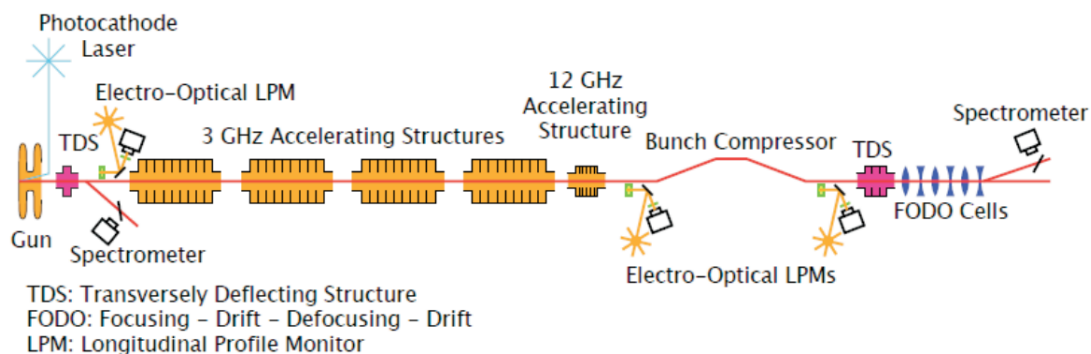 Photocathode
Laser
Electro-Optical LPM
TDS
3 GHz Accelerating Structures
12 GHz
Accelerating
Structure
Bunch Compressor
TDS
Spectrometer
Gun
Spectrometer
Electro-Optical LPMs
FODO Cells
TDS: Transversely Deflecting Structure
FODO: Focusing - Drift - Defocusing - Drift
LPM: Longitudinal Profile Monitor